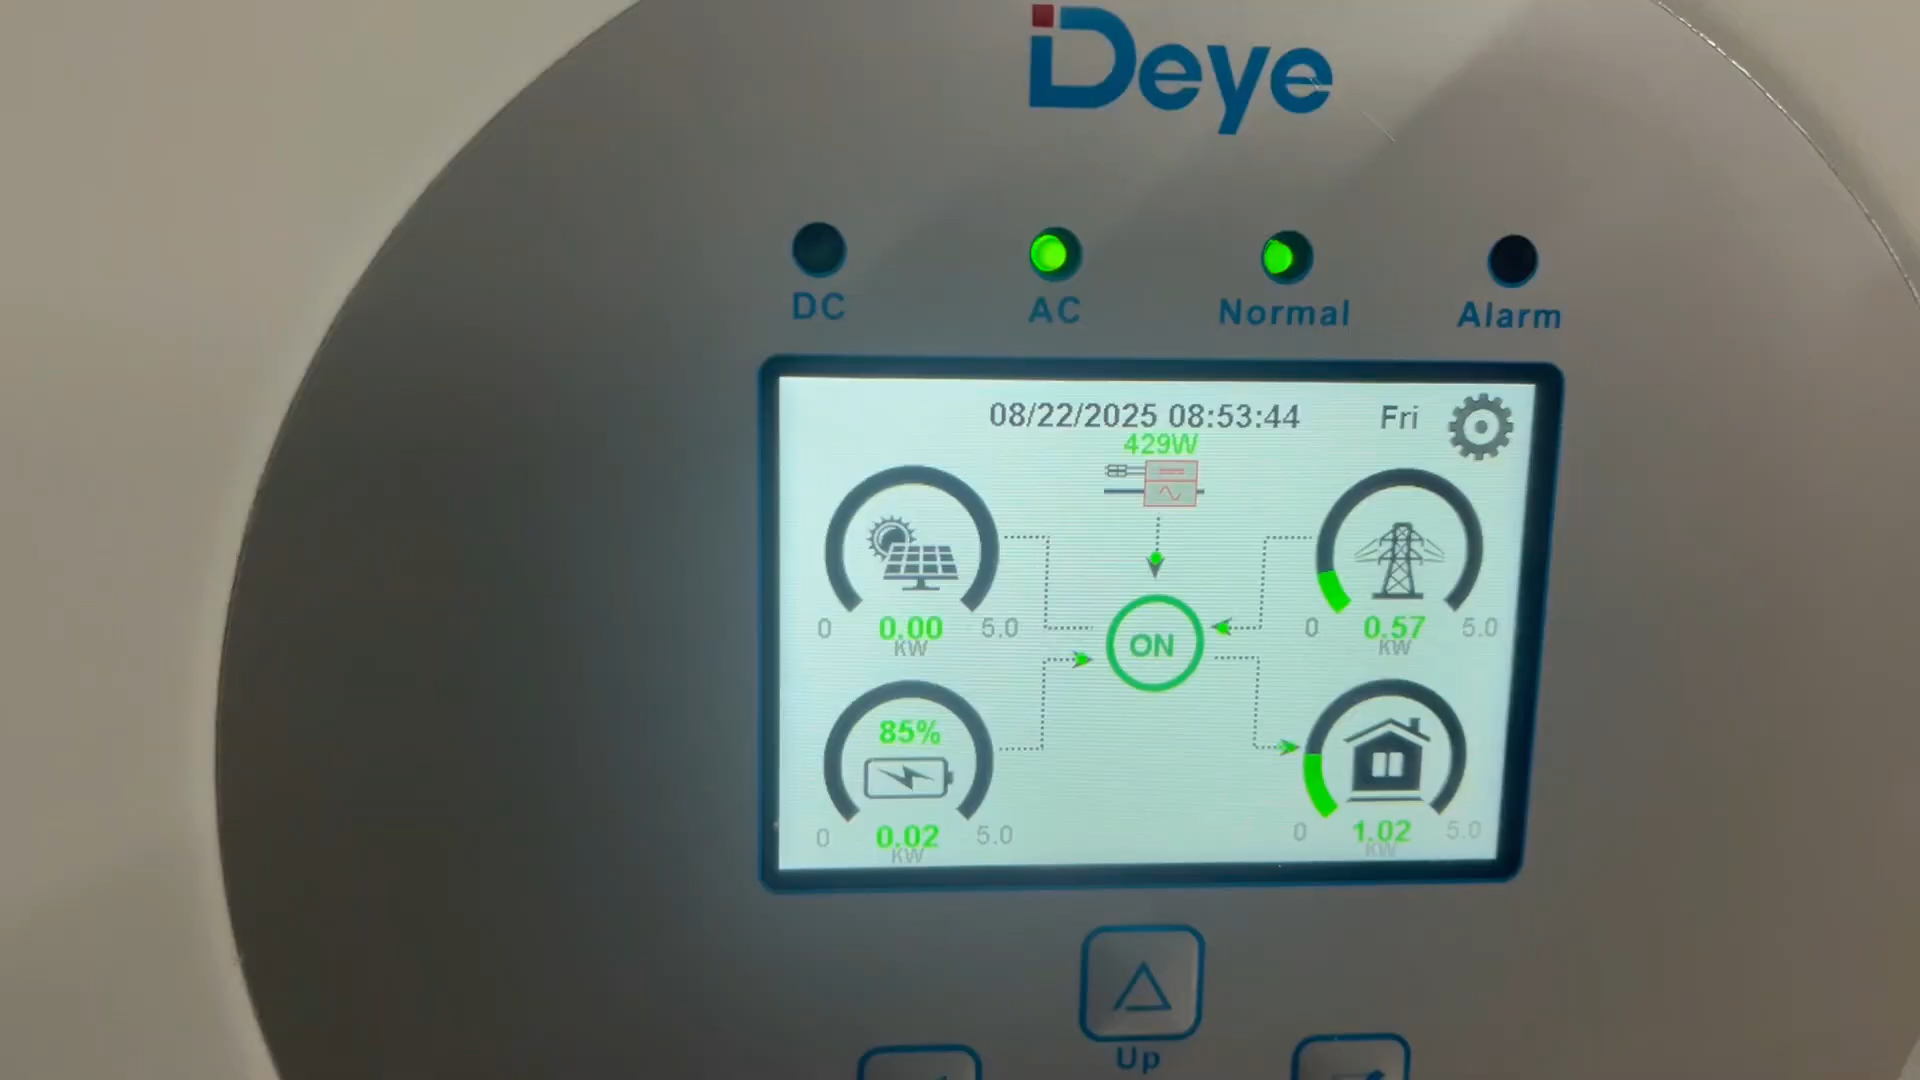 Deye
DC AC Normal Alarm
08/22/2025 08:53:44 Fri
429W
0 0.00 5.0
KW
0 0.57 5.0
KW
ON
85%
0 0.02 5.0
KW
0 1.02 5.0
KW
Up